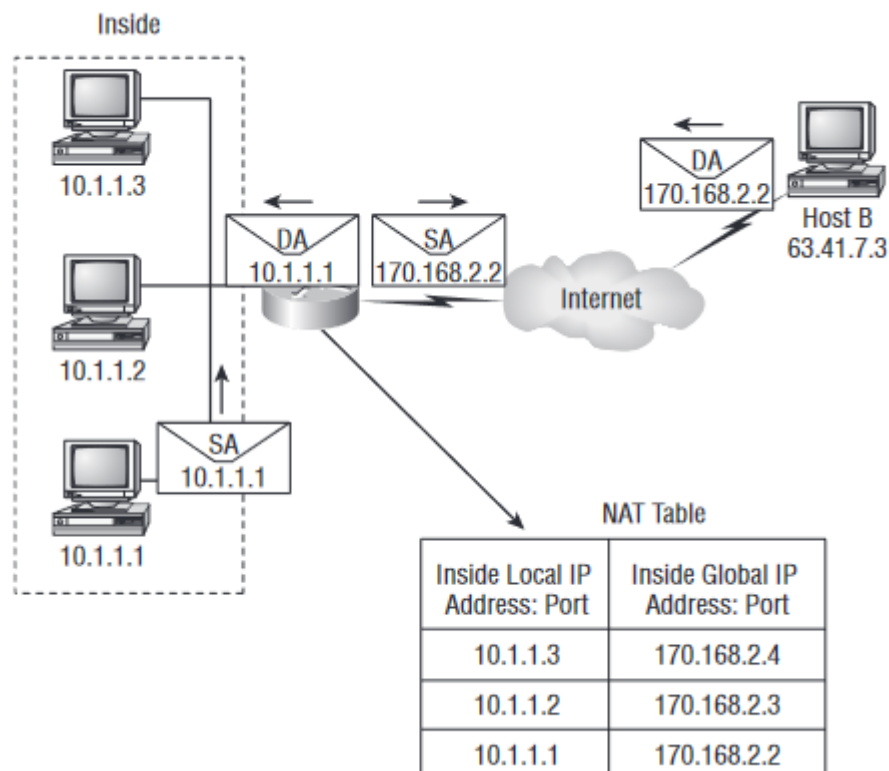 Inside
10.1.1.3
10.1.1.2
10.1.1.1
SA
10.1.1.1
DA
10.1.1.1
SA
170.168.2.2
Internet
DA
170.168.2.2
Host B
63.41.7.3
NAT Table
Inside Local IP
Address: Port
Inside Global IP
Address: Port
10.1.1.3 170.168.2.4
10.1.1.2 170.168.2.3
10.1.1.1 170.168.2.2